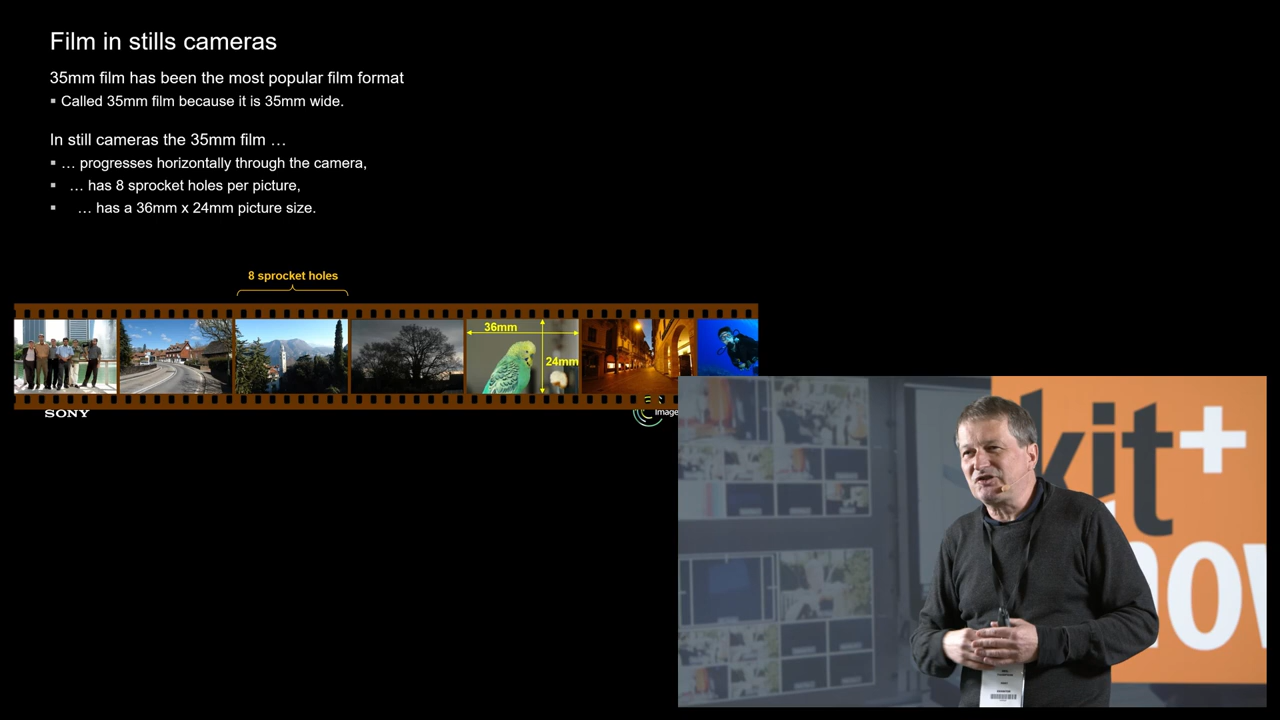 Film in stills cameras
35mm film has been the most popular film format
▪ Called 35mm film because it is 35mm wide.
In still cameras the 35mm film …
▪ … progresses horizontally through the camera,
▪ … has 8 sprocket holes per picture,
▪ … has a 36mm x 24mm picture size.
8 sprocket holes
36mm
24mm
SONY
Image
kit+